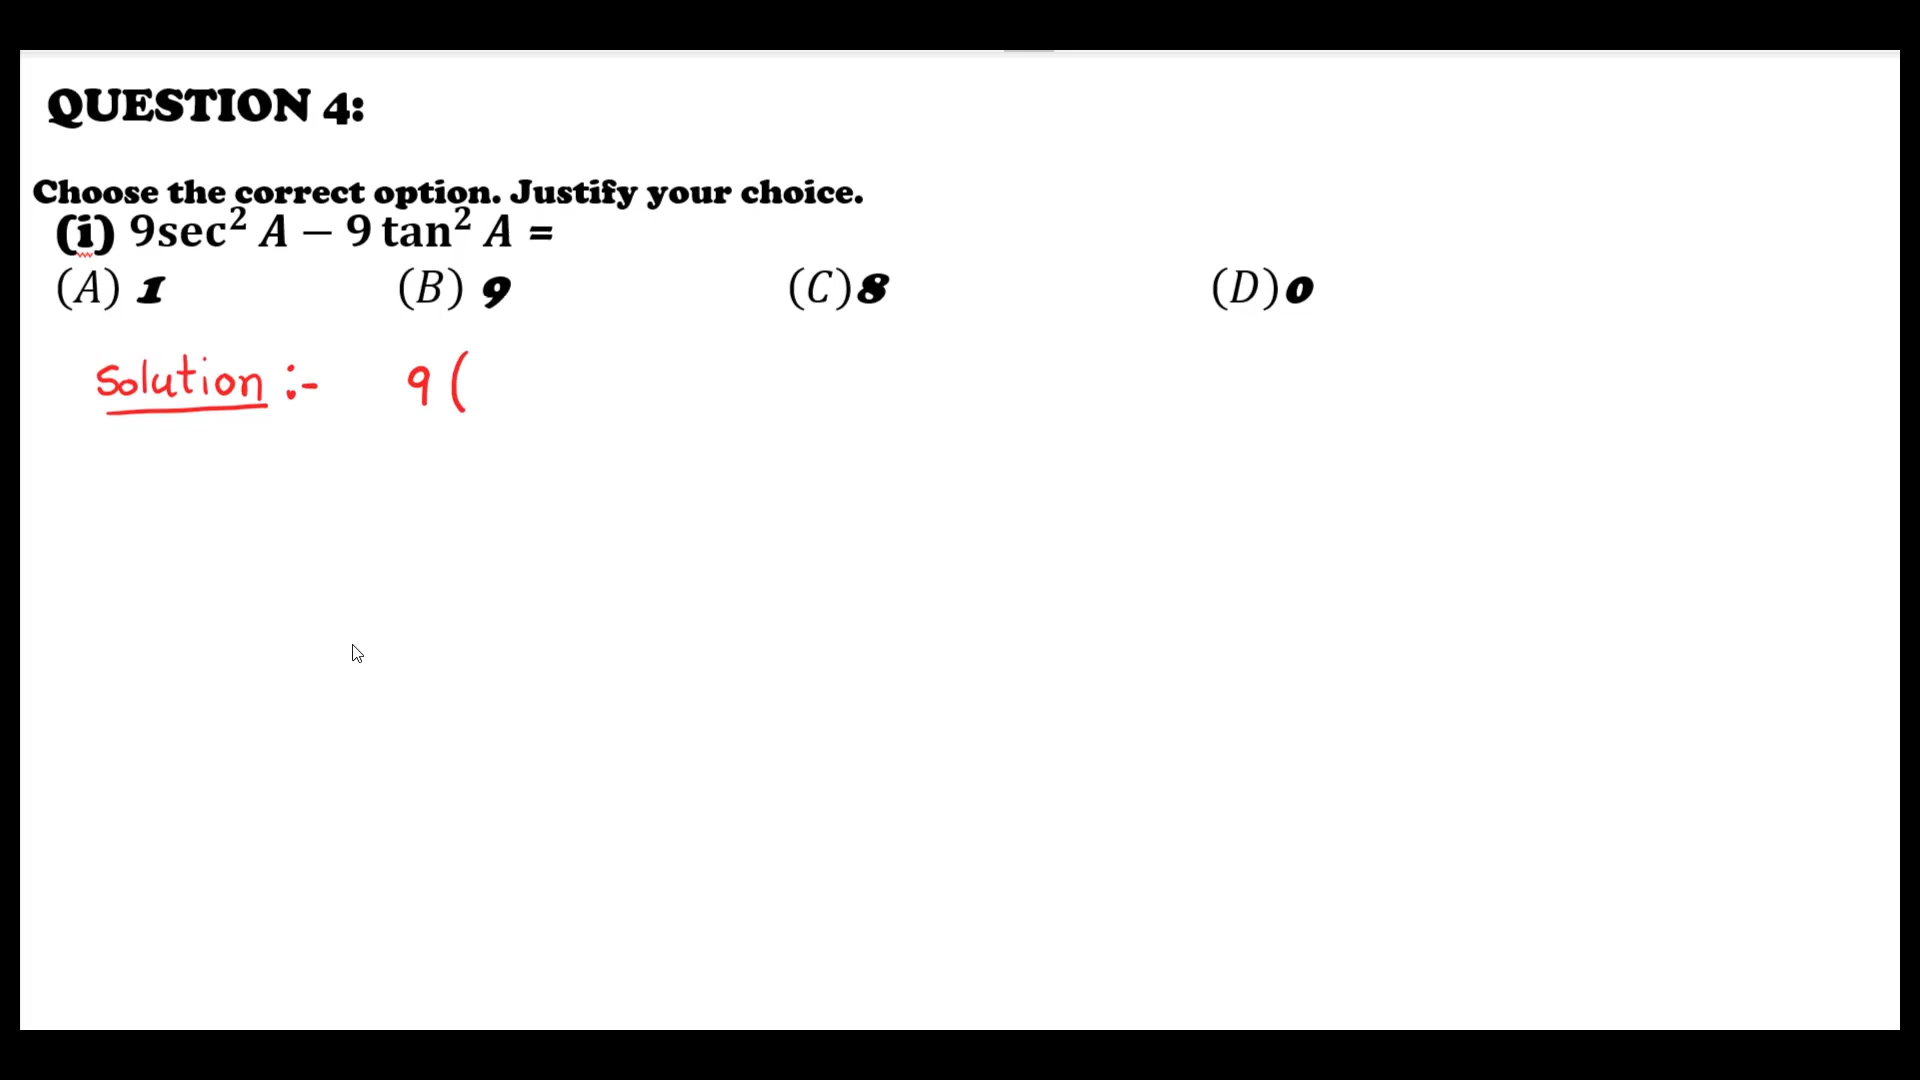 QUESTION 4:
Choose the correct option. Justify your choice.
(i) 9sec² A − 9 tan² A =
(A) 1 (B) 9 (C) 8 (D) 0
Solution :- 9 (